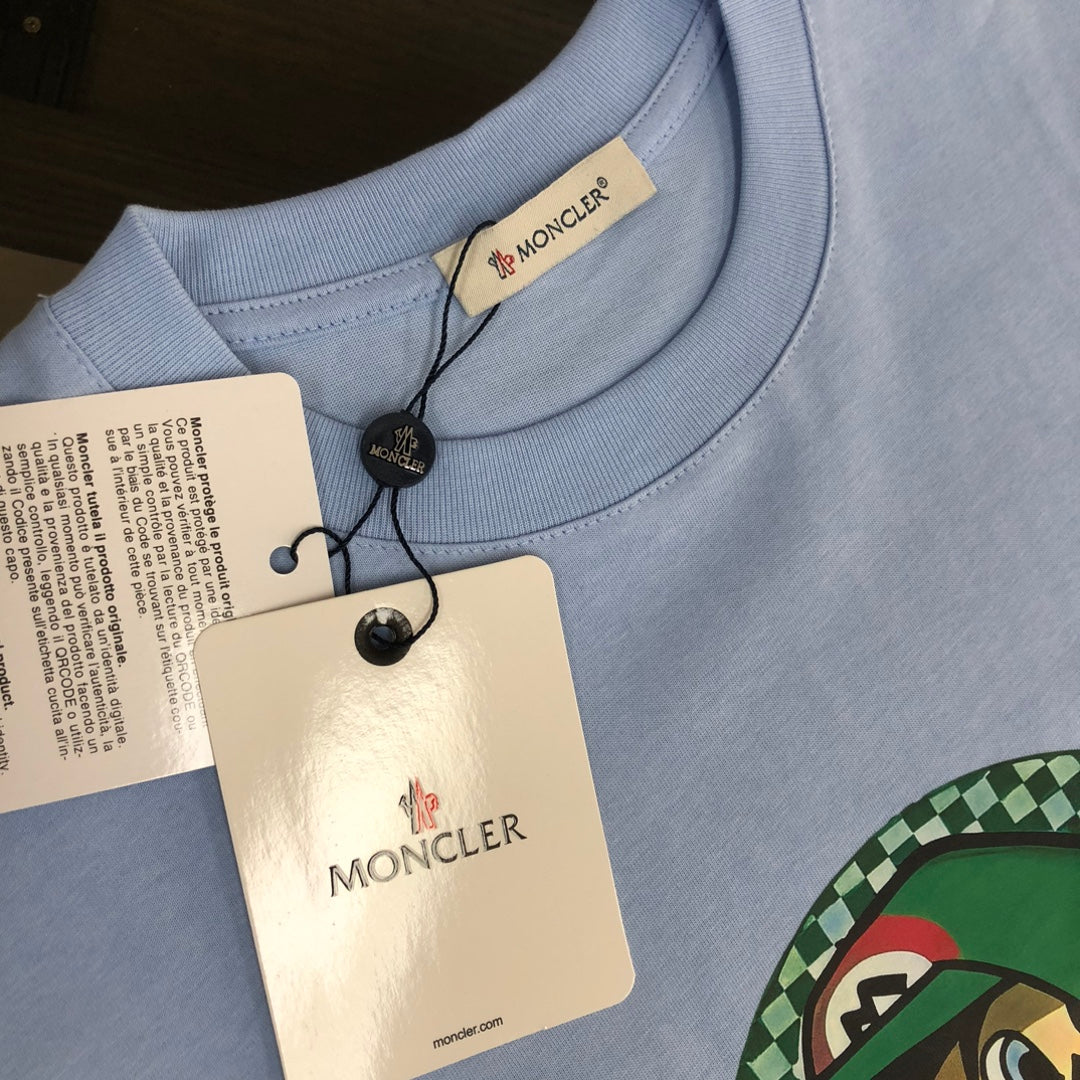 MONCLER®
MONCLER
Moncler protège le produit orig
Ce produit est protégé par une ide
Vous pouvez vérifier à tout mome
la qualité et la provenance du produit
un simple contrôle par la lecture du QRCODE ou
par le biais du Code se trouvant sur l'étiquette cou-
sue à l'intérieur de cette pièce.
Moncler tutela il prodotto originale.
Questo prodotto è tutelato da un'identità digitale.
In qualsiasi momento può verificare l'autenticità, la
qualità e la provenienza del prodotto facendo un
semplice controllo, leggendo il QRCODE o utiliz-
zando il Codice presente sull'etichetta cucita all'in-
di questo capo.
product.
identity.
MONCLER
moncler.com